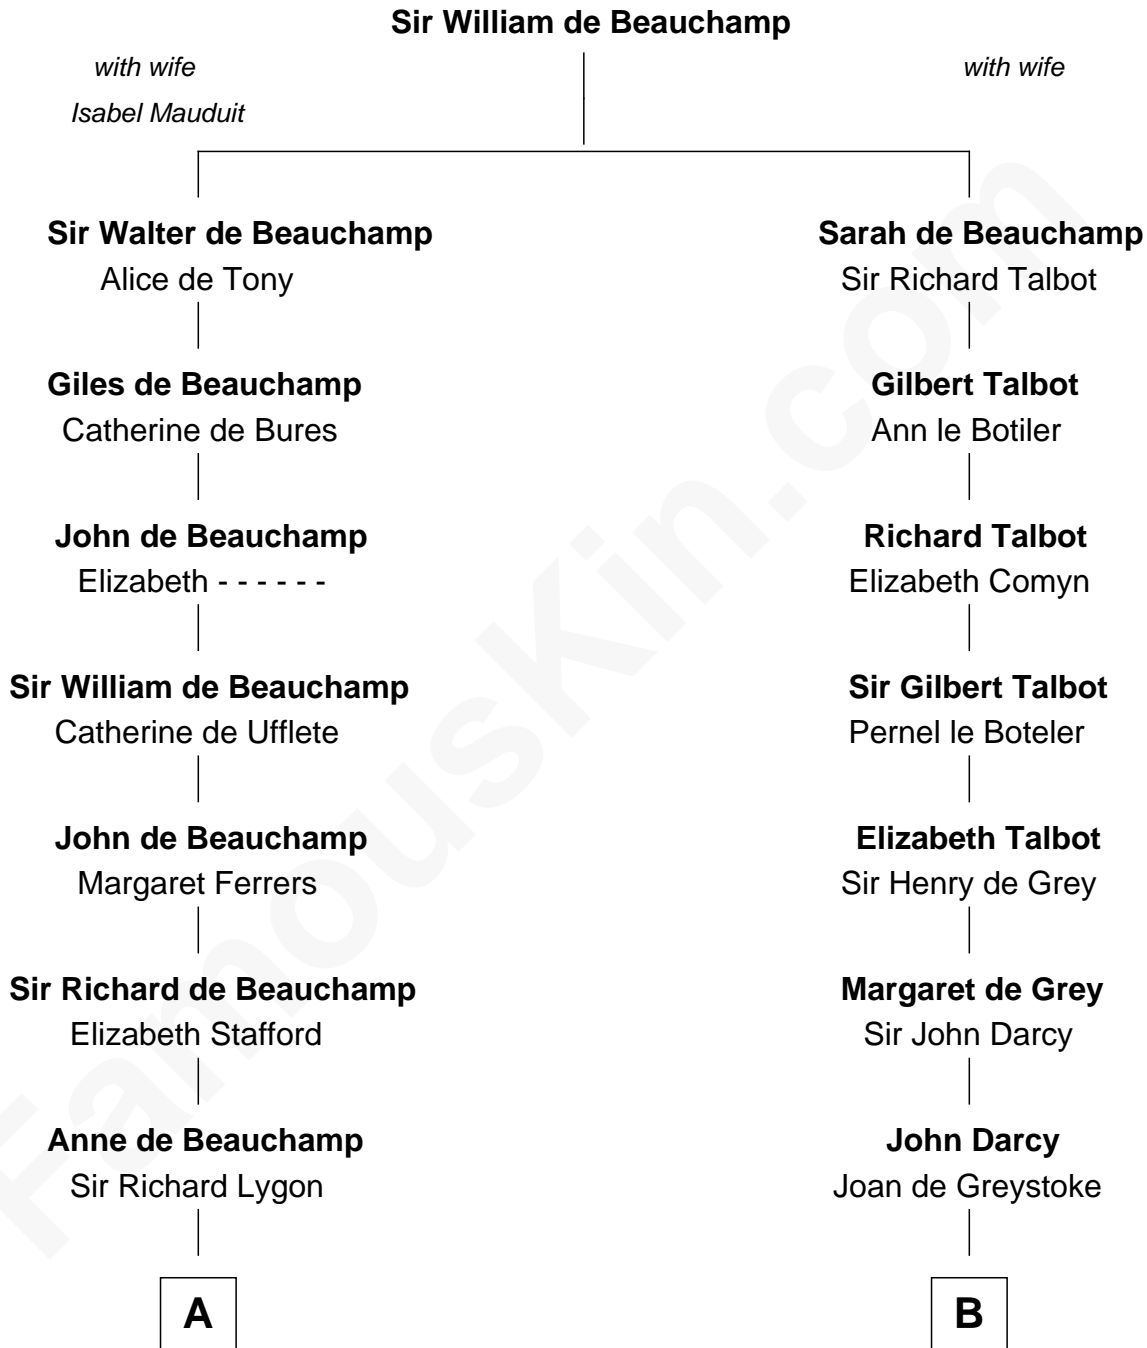 Sir William de Beauchamp
with wife with wife
Isabel Mauduit
Sir Walter de Beauchamp Sarah de Beauchamp
Alice de Tony Sir Richard Talbot
Giles de Beauchamp Gilbert Talbot
Catherine de Bures Ann le Botiler
John de Beauchamp Richard Talbot
Elizabeth - - - - - - Elizabeth Comyn
Sir William de Beauchamp Sir Gilbert Talbot
Catherine de Ufflete Pernel le Boteler
John de Beauchamp Elizabeth Talbot
Margaret Ferrers Sir Henry de Grey
Sir Richard de Beauchamp Margaret de Grey
Elizabeth Stafford Sir John Darcy
Anne de Beauchamp John Darcy
Sir Richard Lygon Joan de Greystoke
A B
FamousKin.com